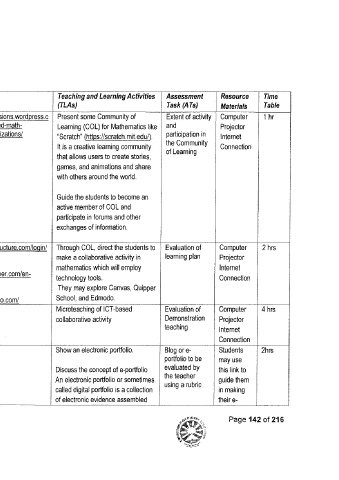 Teaching and Learning Activities
(TLAs)
Assessment
Task (ATs)
Resource
Materials
Time
Table
sions.wordpress.c
d-math-
izations/
Present some Community of
Learning (COL) for Mathematics like
"Scratch" (https://scratch.mit.edu/).
It is a creative learning community
that allows users to create stories,
games, and animations and share
with others around the world.
Guide the students to become an
active member of COL and
participate in forums and other
exchanges of information.
Extent of activity
and
participation in
the Community
of Learning
Computer
Projector
Internet
Connection
1 hr
ucture.com/login/
per.com/en-
o.com/
Through COL, direct the students to
make a collaborative activity in
mathematics which will employ
technology tools.
They may explore Canvas, Quipper
School, and Edmodo.
Evaluation of
learning plan
Computer
Projector
Internet
Connection
2 hrs
Microteaching of ICT-based
collaborative activity
Evaluation of
Demonstration
teaching
Computer
Projector
Internet
Connection
4 hrs
Show an electronic portfolio.
Discuss the concept of e-portfolio
An electronic portfolio or sometimes
called digital portfolio is a collection
of electronic evidence assembled
Blog or e-
portfolio to be
evaluated by
the teacher
using a rubric
Students
may use
this link to
guide them
in making
their e-
2hrs
Page 142 of 216